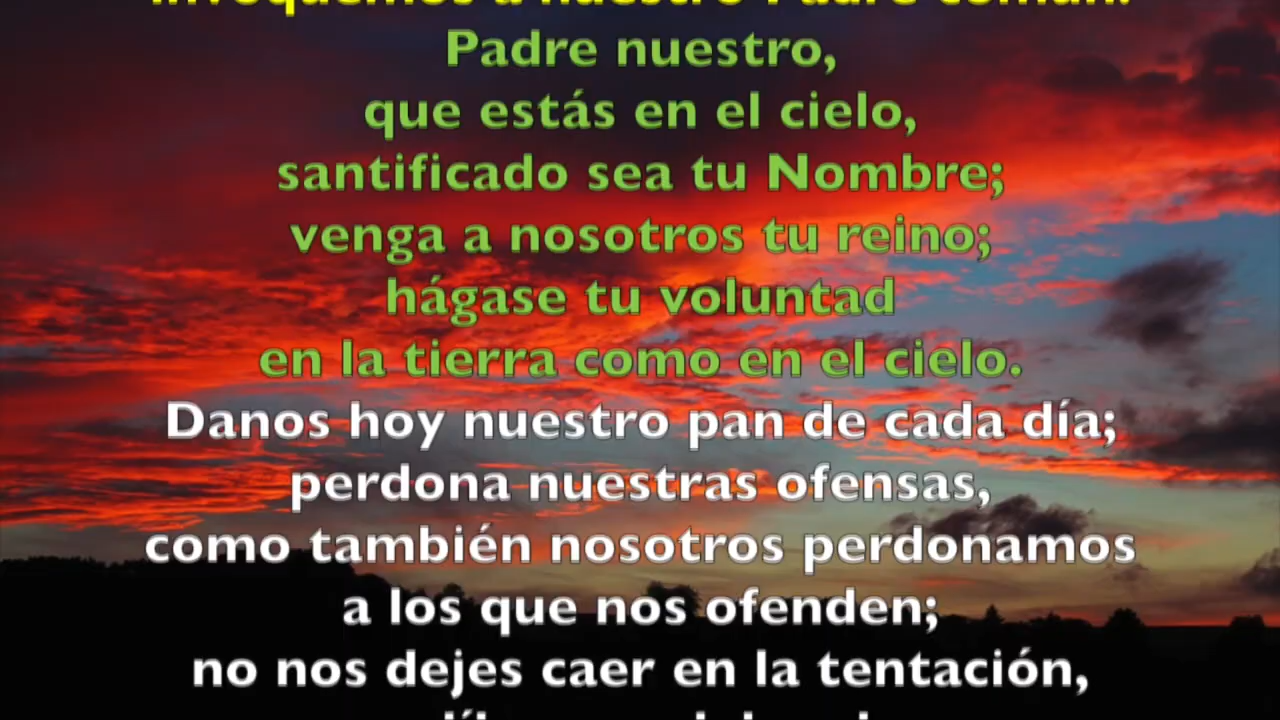 Invoquemos a nuestro Padre común:
Padre nuestro,
que estás en el cielo,
santificado sea tu Nombre;
venga a nosotros tu reino;
hágase tu voluntad
en la tierra como en el cielo.
Danos hoy nuestro pan de cada día;
perdona nuestras ofensas,
como también nosotros perdonamos
a los que nos ofenden;
no nos dejes caer en la tentación,